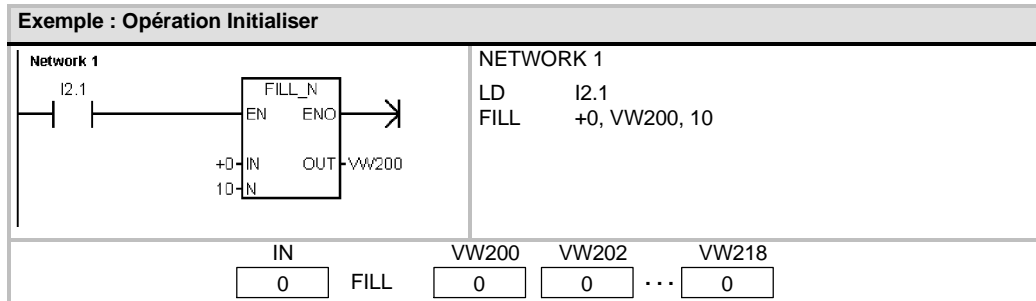 Exemple : Opération Initialiser
Network 1
I2.1
FILL_N
EN ENO
+0 IN OUT VW200
10 N
NETWORK 1
LD I2.1
FILL +0, VW200, 10
IN VW200 VW202 VW218
0 FILL 0 0 ... 0